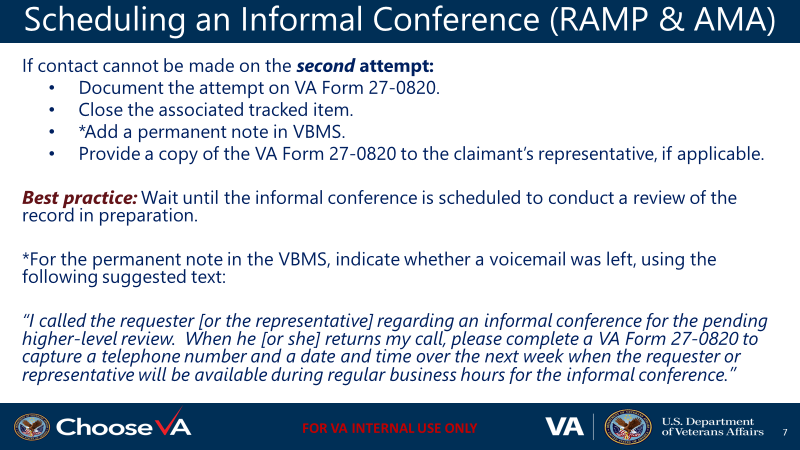 Scheduling an Informal Conference (RAMP & AMA)
If contact cannot be made on the second attempt:
• Document the attempt on VA Form 27-0820.
• Close the associated tracked item.
• *Add a permanent note in VBMS.
• Provide a copy of the VA Form 27-0820 to the claimant’s representative, if applicable.
Best practice: Wait until the informal conference is scheduled to conduct a review of the
record in preparation.
*For the permanent note in the VBMS, indicate whether a voicemail was left, using the
following suggested text:
“I called the requester [or the representative] regarding an informal conference for the pending
higher-level review.  When he [or she] returns my call, please complete a VA Form 27-0820 to
capture a telephone number and a date and time over the next week when the requester or
representative will be available during regular business hours for the informal conference.”
ChooseVA
FOR VA INTERNAL USE ONLY
VA
U.S. Department
of Veterans Affairs
7